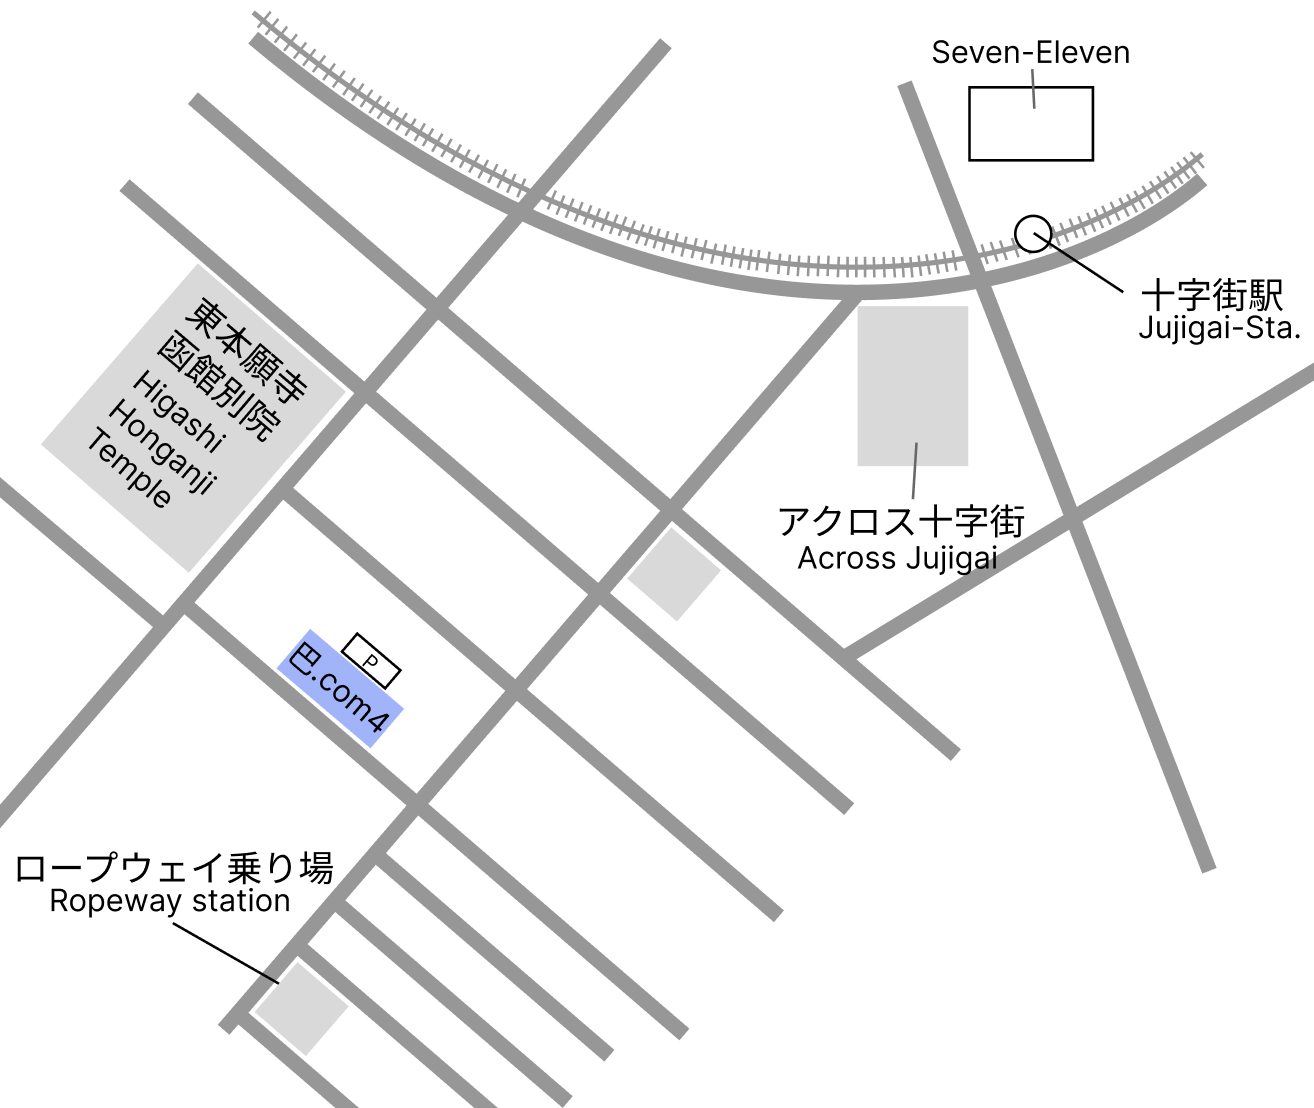 Seven-Eleven
十字街駅
Jujigai-Sta.
東本願寺
函館別院
Higashi
Honganji
Temple
アクロス十字街
Across Jujigai
P
巴.com4
ロープウェイ乗り場
Ropeway station